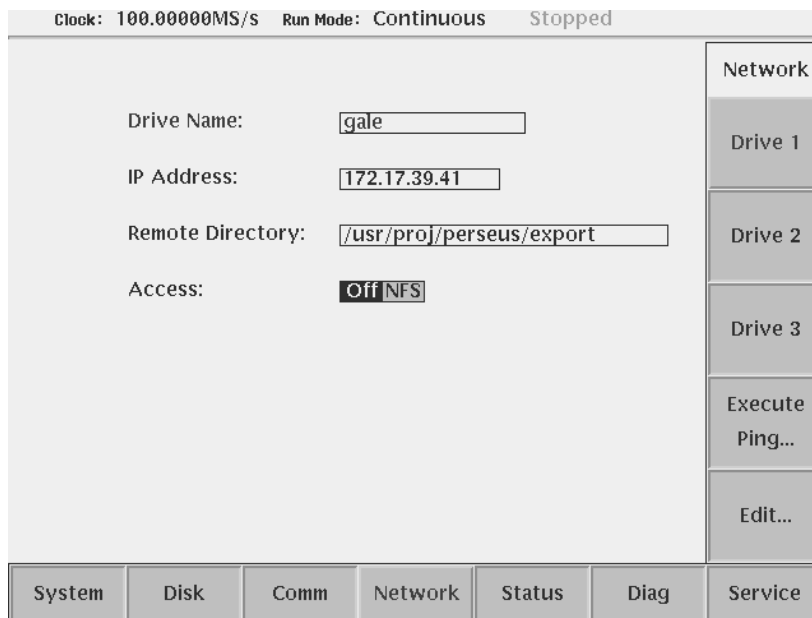 Clock: 100.00000MS/s Run Mode: Continuous Stopped
Network
Drive Name: gale
Drive 1
IP Address: 172.17.39.41
Remote Directory: /usr/proj/perseus/export
Drive 2
Access: Off NFS
Drive 3
Execute
Ping...
Edit...
System Disk Comm Network Status Diag Service